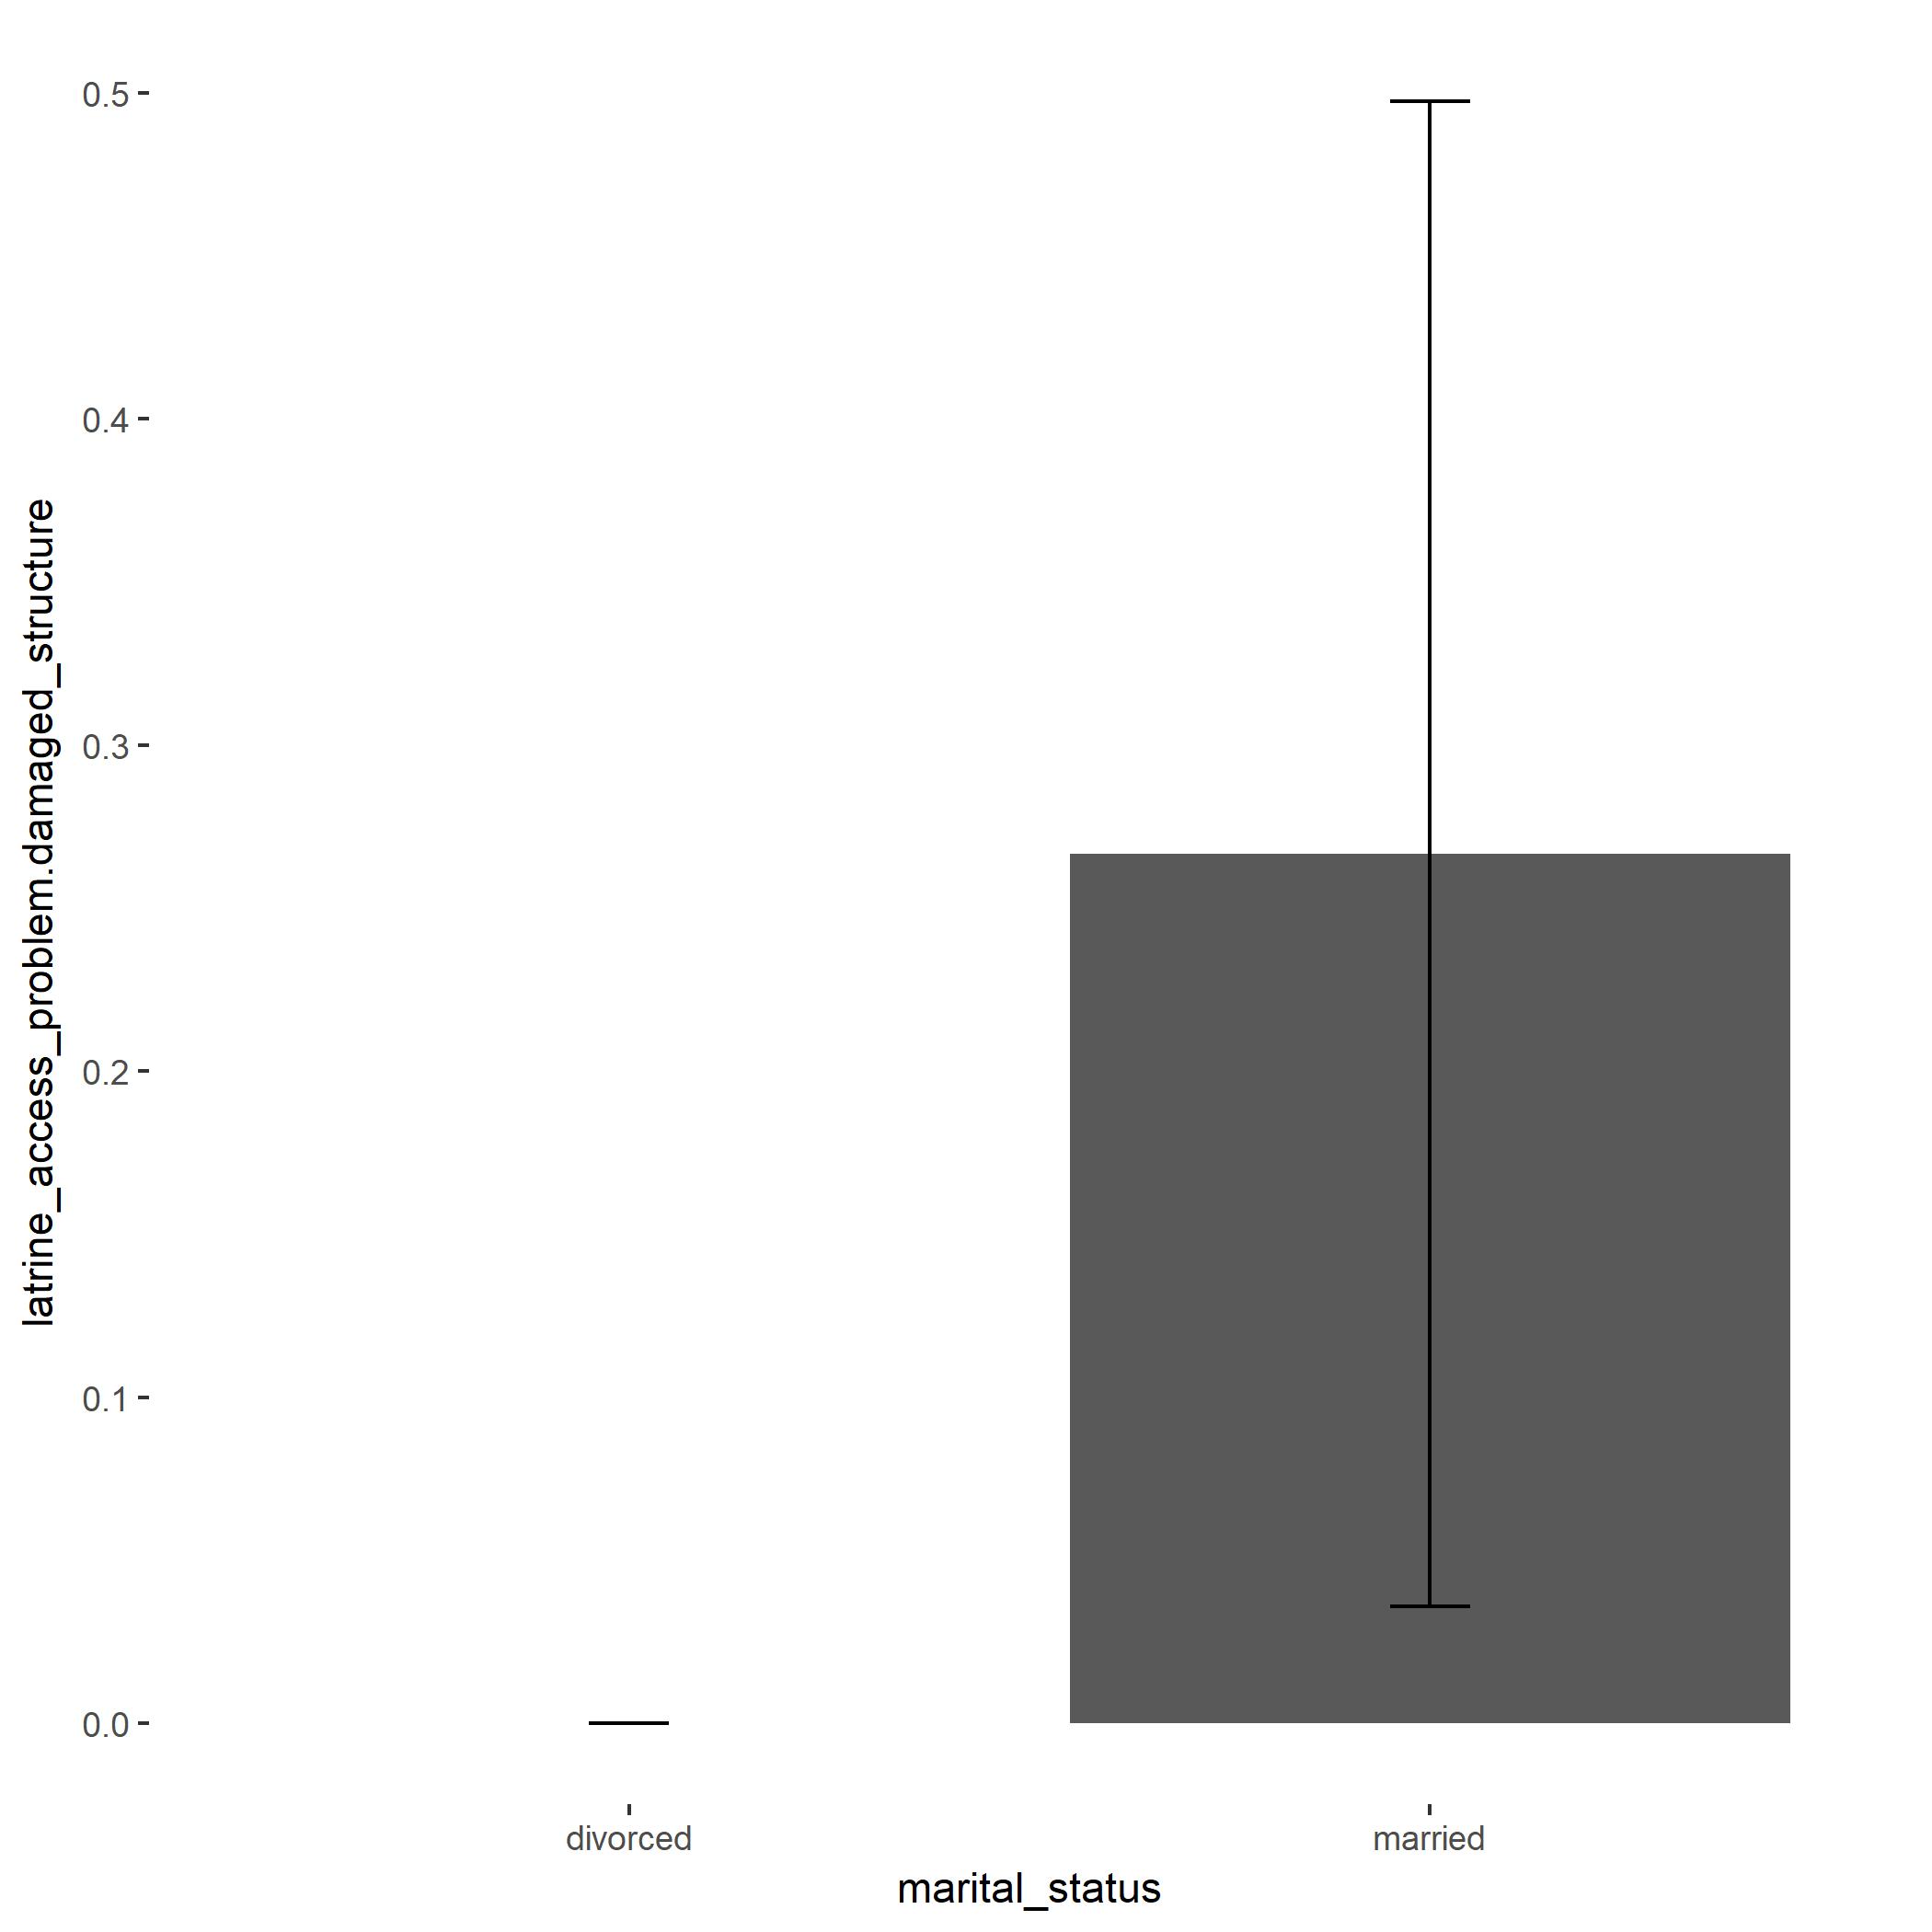 latrine_access_problem.damaged_structure
0.5
0.4
0.3
0.2
0.1
0.0
divorced married
marital_status